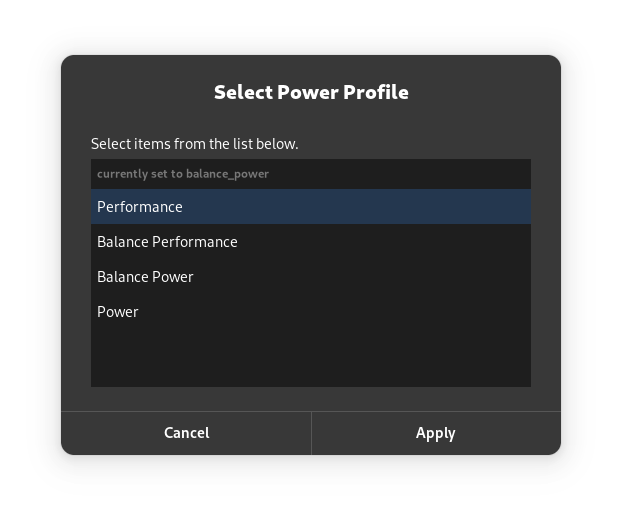 Select Power Profile
Select items from the list below.
currently set to balance_power
Performance
Balance Performance
Balance Power
Power
Cancel
Apply